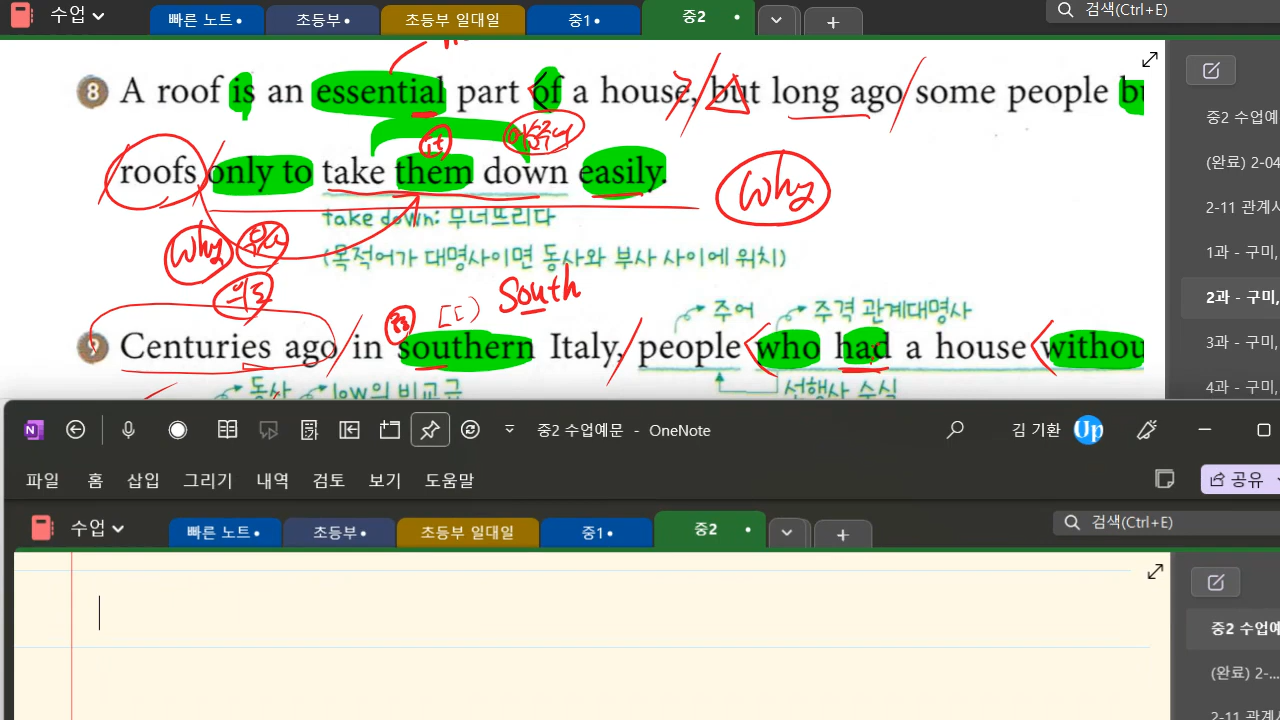 수업
빠른 노트 초등부 초등부 일대일 중1 중2 +
검색(Ctrl+E)
8 A roof is an essential part of a house, but long ago some people
roofs only to take them down easily.
it
Why
take down: 무너뜨리다
(목적어가 대명사이면 동사와 부사 사이에 위치)
Why
의도
South
주어 주격 관계대명사
9 Centuries ago in southern Italy, people who had a house
동사 low의 비교급 선행사 수식
중2 수업예문
(완료) 2-04
2-11 관계사
1과 - 구미,
2과 - 구미,
3과 - 구미,
4과 - 구미,
중2 수업예문 - OneNote
김 기환 Up
파일 홈 삽입 그리기 내역 검토 보기 도움말
공유
수업
빠른 노트 초등부 초등부 일대일 중1 중2 +
검색(Ctrl+E)
중2 수업예
(완료) 2-...
2-11 관계